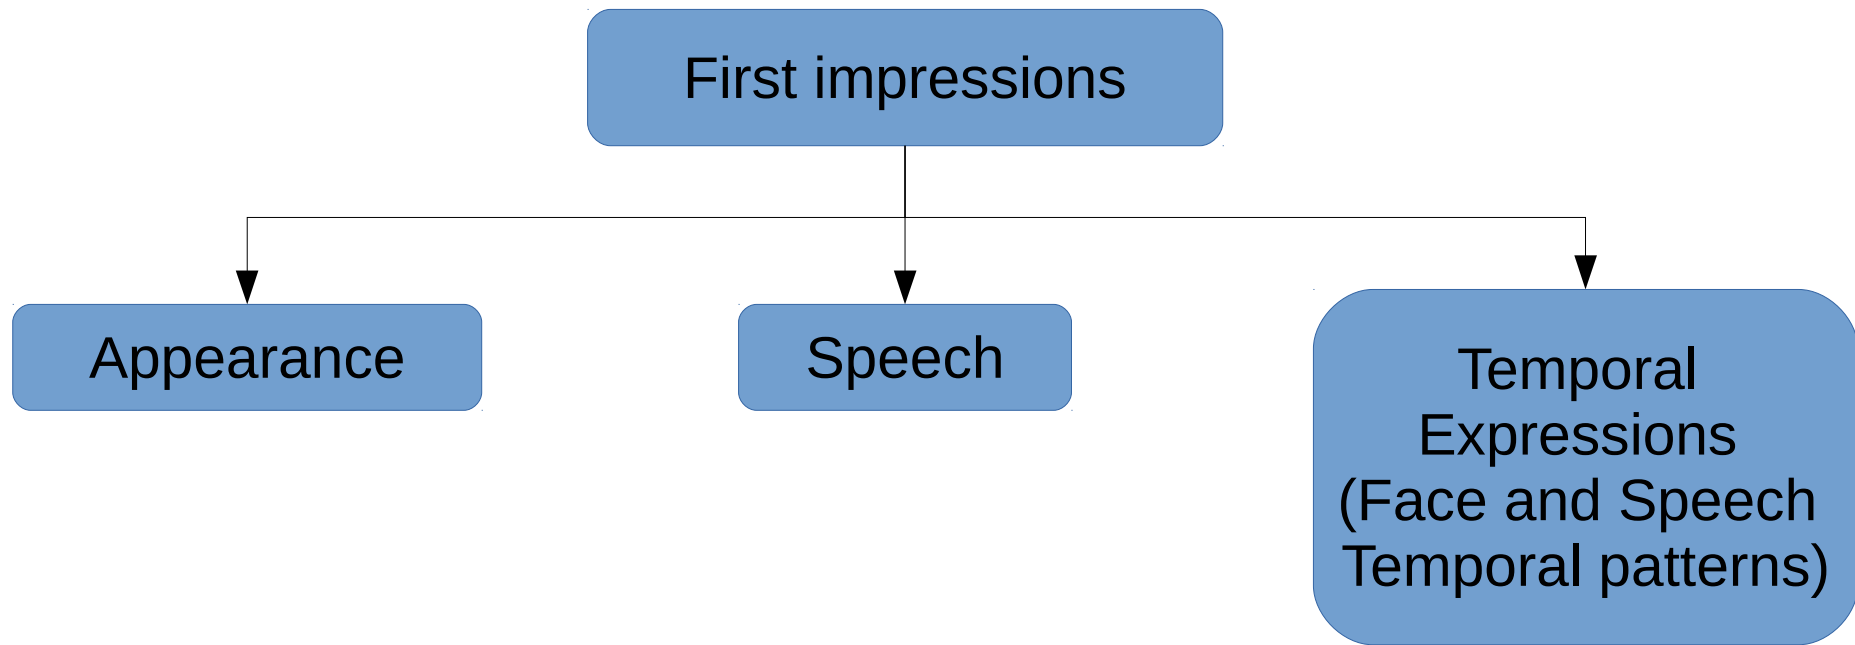 First impressions
Appearance
Speech
Temporal
Expressions
(Face and Speech
Temporal patterns)